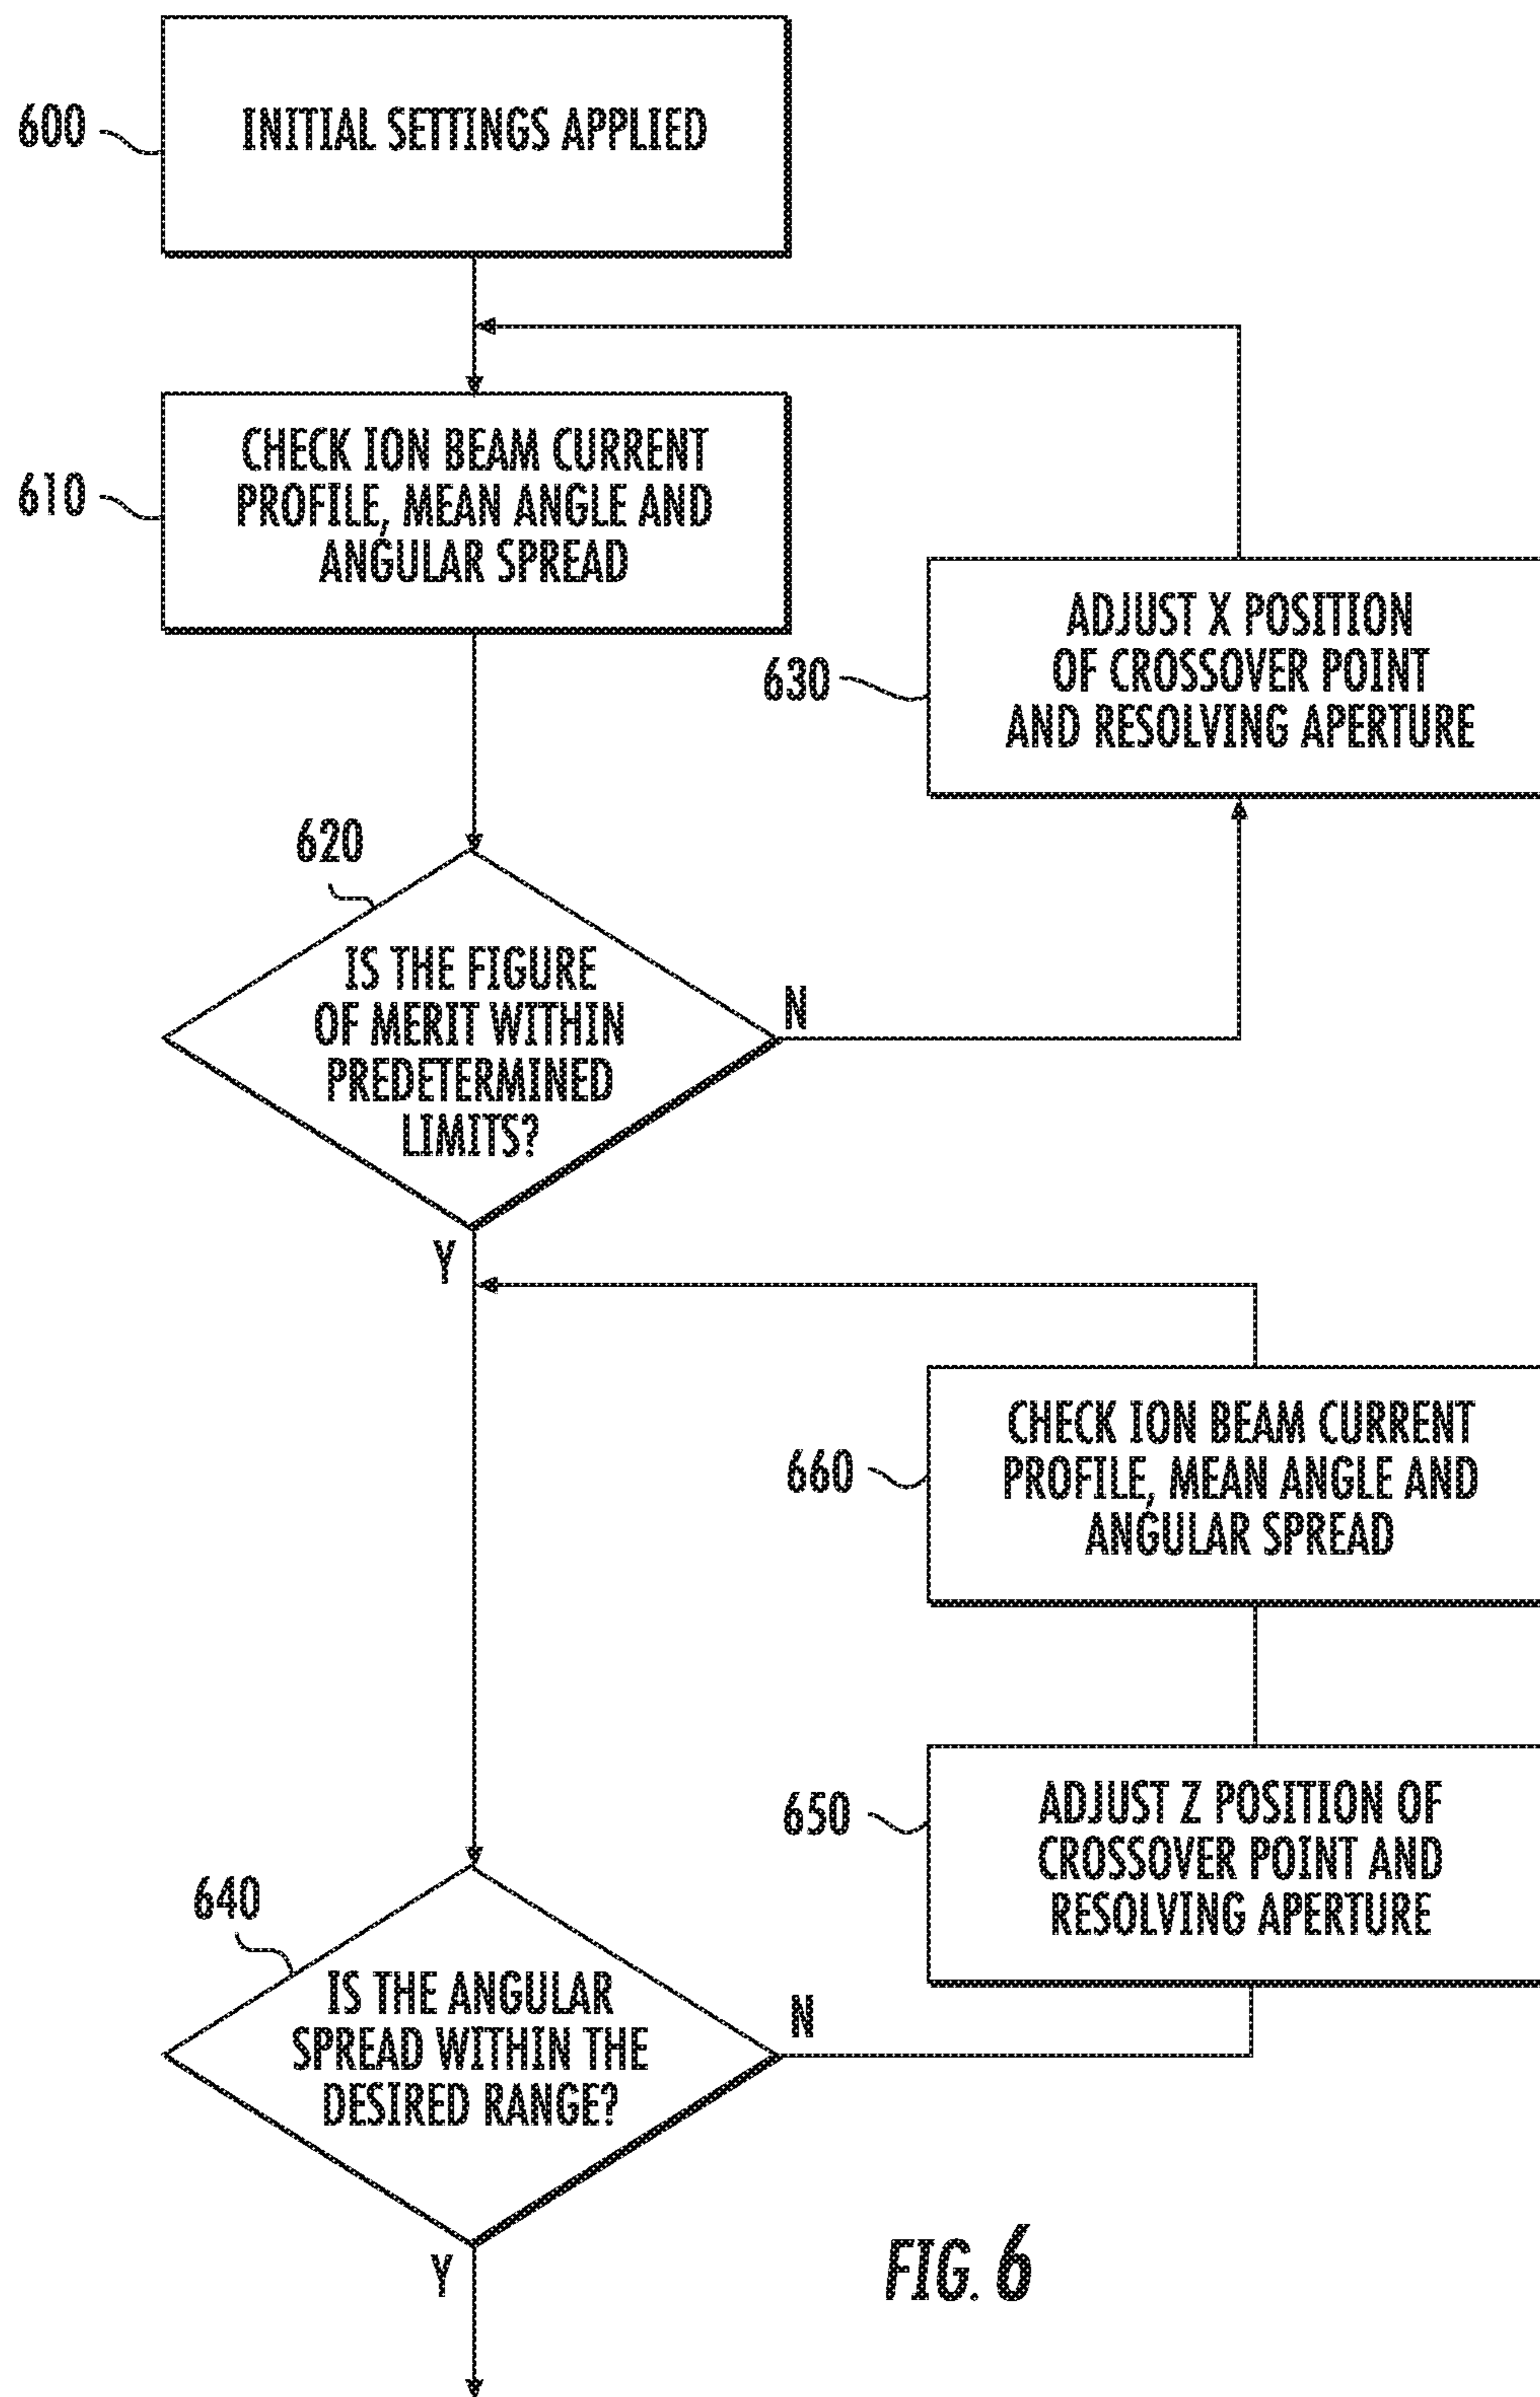 600
INITIAL SETTINGS APPLIED
610
CHECK ION BEAM CURRENT
PROFILE, MEAN ANGLE AND
ANGULAR SPREAD
630
ADJUST X POSITION
OF CROSSOVER POINT
AND RESOLVING APERTURE
620
IS THE FIGURE
OF MERIT WITHIN
PREDETERMINED
LIMITS?
N
Y
660
CHECK ION BEAM CURRENT
PROFILE, MEAN ANGLE AND
ANGULAR SPREAD
650
ADJUST Z POSITION OF
CROSSOVER POINT AND
RESOLVING APERTURE
640
IS THE ANGULAR
SPREAD WITHIN THE
DESIRED RANGE?
N
Y
FIG. 6